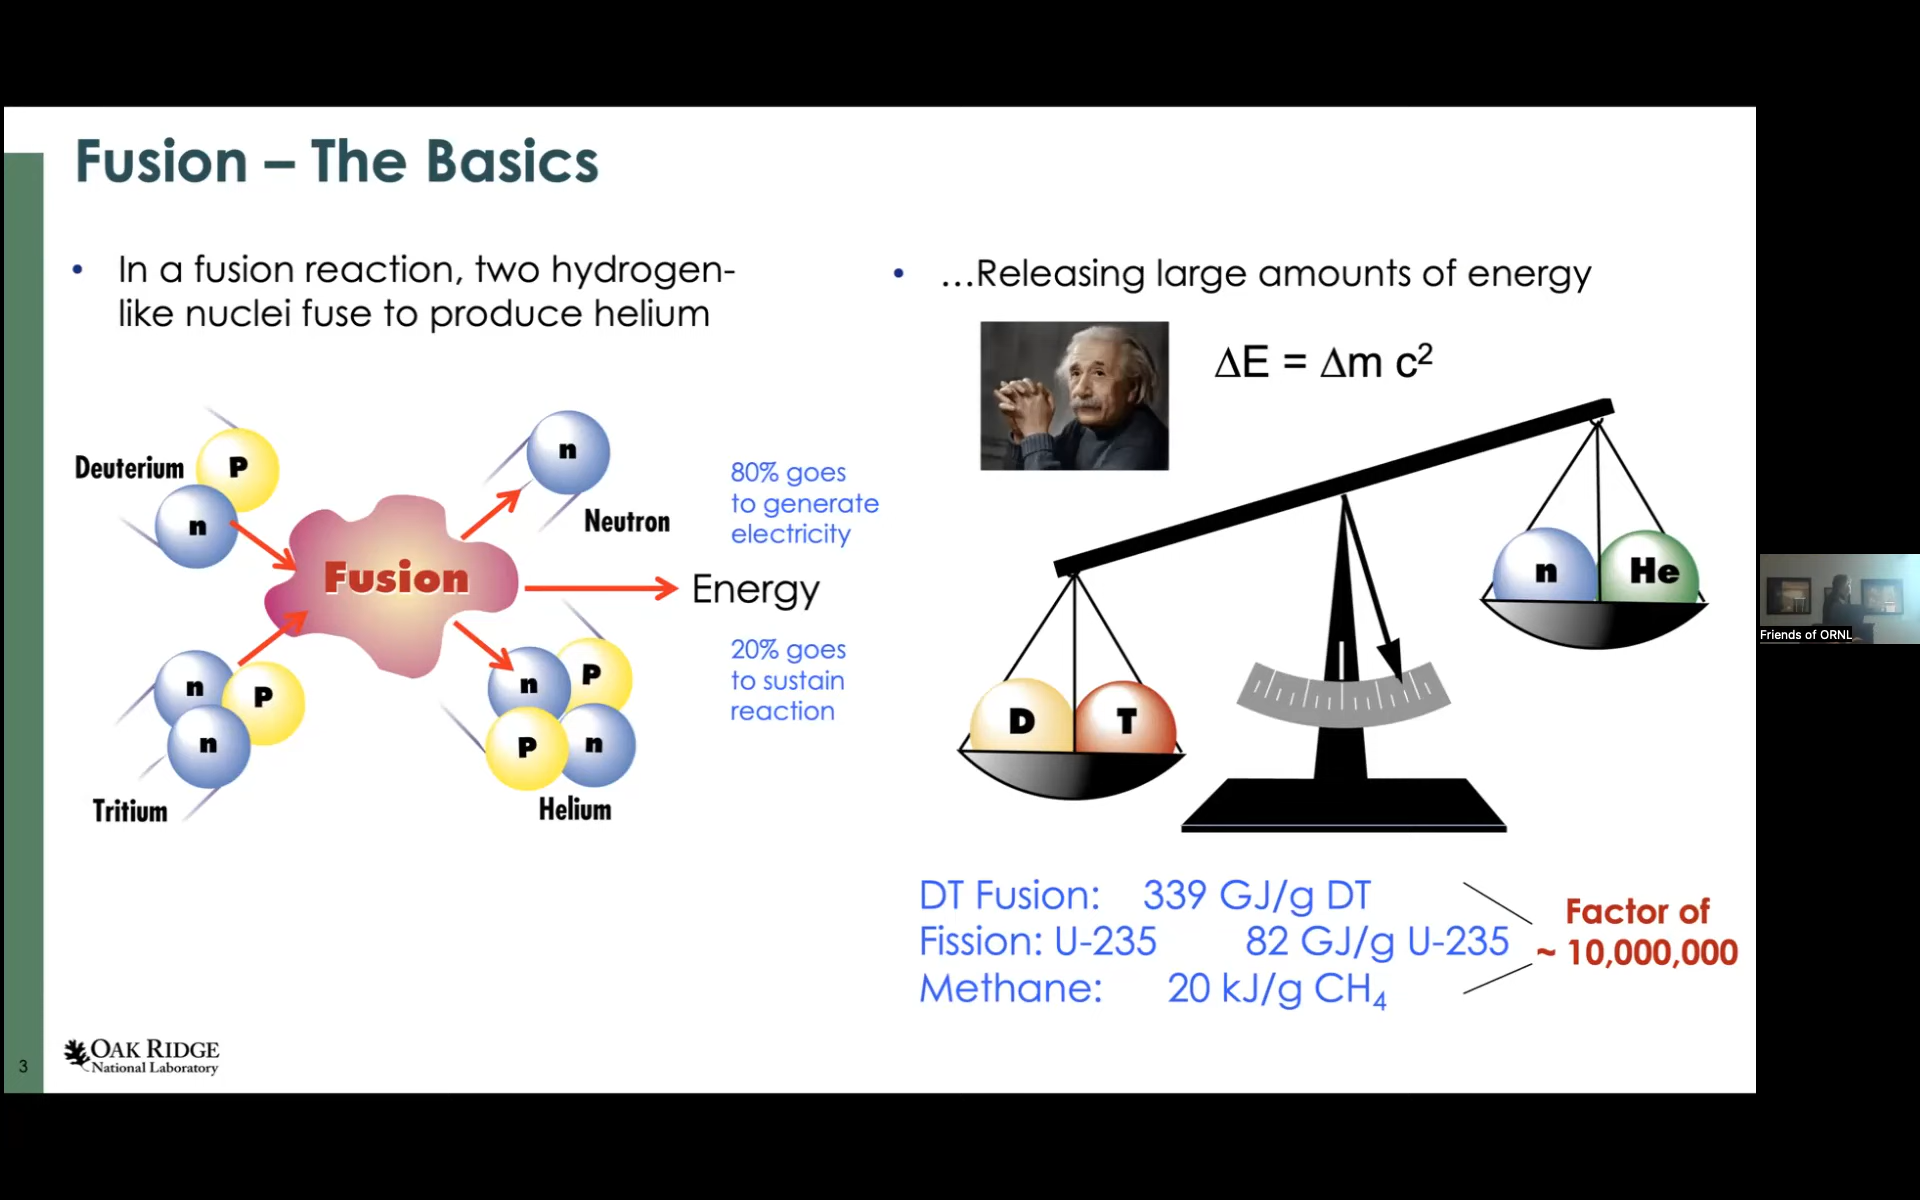 Fusion – The Basics
• In a fusion reaction, two hydrogen-
like nuclei fuse to produce helium
Deuterium
P
n
n
Neutron
Fusion
80% goes
to generate
electricity
Energy
20% goes
to sustain
reaction
n
P
n
Tritium
n
P
P
n
Helium
• ...Releasing large amounts of energy
ΔE = Δm c²
n
He
D
T
DT Fusion: 339 GJ/g DT
Fission: U-235 82 GJ/g U-235
Methane: 20 kJ/g CH₄
Factor of
~ 10,000,000
3
OAK RIDGE
National Laboratory
Friends of ORNL